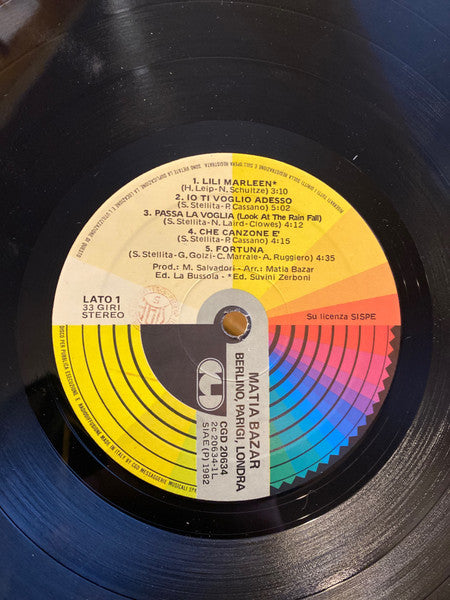 1. LILI MARLEEN*
(H. Leip-N. Schultze) 3:10
2. IO TI VOGLIO ADESSO
(S. Stellita-P. Cassano) 5:02
3. PASSA LA VOGLIA (Look At The Rain Fall)
(S. Stellita-N. Laird-Clowes) 4:12
4. CHE CANZONE E'
(S. Stellita-P. Cassano) 4:15
5. FORTUNA
(S. Stellita-G. Golzi-C. Marrale-A. Ruggiero) 4:35
Prod.: M. Salvadori - Arr.: Matia Bazar
Ed. La Bussola - *Ed. Suvini Zerboni
LATO 1
33 GIRI
STEREO
Su licenza SISPE
MATIA BAZAR
BERLINO, PARIGI, LONDRA
CGD 20634
2c 20634-1L
SIAE (P) 1982